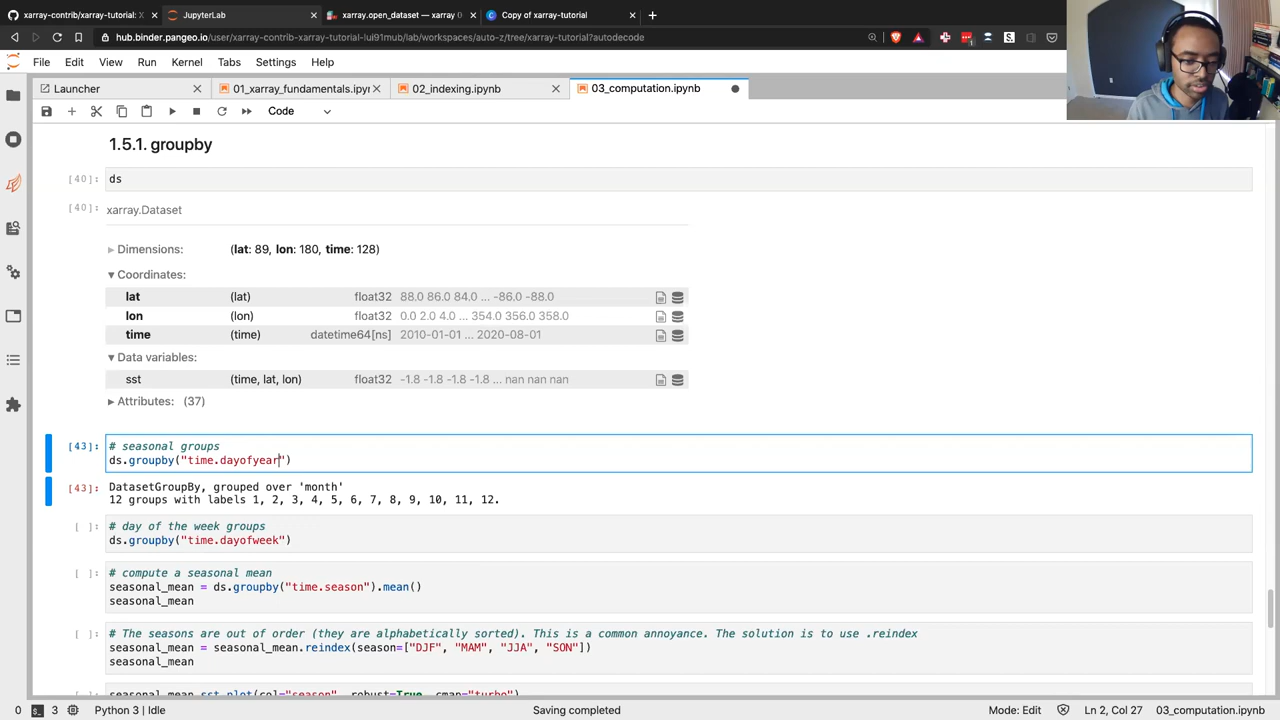 xarray-contrib/xarray-tutorial: X
JupyterLab
xarray.open_dataset — xarray 0
Copy of xarray-tutorial
hub.binder.pangeo.io/user/xarray-contrib-xarray-tutorial-lui91mub/lab/workspaces/auto-z/tree/xarray-tutorial?autodecode
File Edit View Run Kernel Tabs Settings Help
Launcher
01_xarray_fundamentals.ipyn
02_indexing.ipynb
03_computation.ipynb
Code
1.5.1. groupby
[40]: ds
[40]: xarray.Dataset
Dimensions: (lat: 89, lon: 180, time: 128)
Coordinates:
lat (lat) float32 88.0 86.0 84.0 ... -86.0 -88.0
lon (lon) float32 0.0 2.0 4.0 ... 354.0 356.0 358.0
time (time) datetime64[ns] 2010-01-01 ... 2020-08-01
Data variables:
sst (time, lat, lon) float32 -1.8 -1.8 -1.8 -1.8 ... nan nan nan
Attributes: (37)
[43]: # seasonal groups
ds.groupby("time.dayofyear")
[43]: DatasetGroupBy, grouped over 'month'
12 groups with labels 1, 2, 3, 4, 5, 6, 7, 8, 9, 10, 11, 12.
[ ]: # day of the week groups
ds.groupby("time.dayofweek")
[ ]: # compute a seasonal mean
seasonal_mean = ds.groupby("time.season").mean()
seasonal_mean
[ ]: # The seasons are out of order (they are alphabetically sorted). This is a common annoyance. The solution is to use .reindex
seasonal_mean = seasonal_mean.reindex(season=["DJF", "MAM", "JJA", "SON"])
seasonal_mean
seasonal_mean.sst.plot(col="season", robust=True, cmap="turbo")
0 3 Python 3 | Idle Saving completed Mode: Edit Ln 2, Col 27 03_computation.ipynb